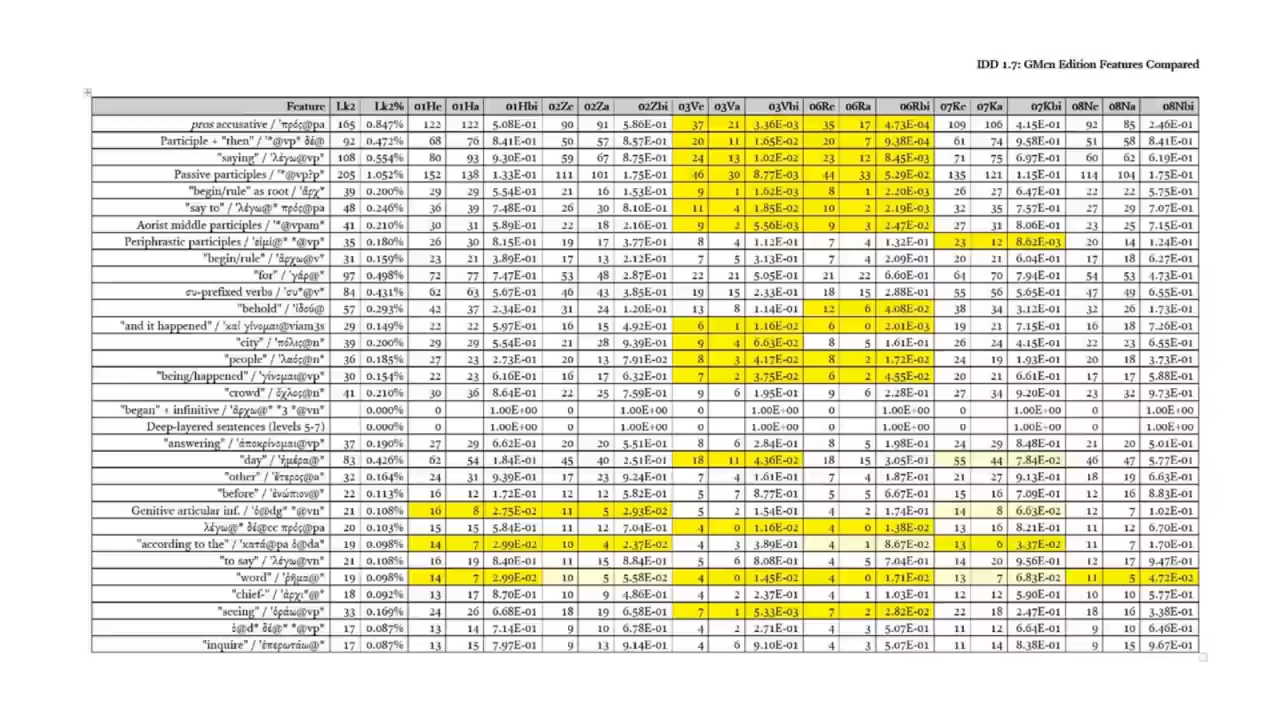 IDD 1.7: GMcn Edition Features Compared
Feature Lk2 Lk2% 01He 01Ha 01Hbi 02Ze 02Za 02Zbi 03Ve 03Va 03Vbi 06Re 06Ra 06Rbi 07Ke 07Ka 07Kbi 08Ne 08Na 08Nbi
pros accusative / 'πρός@pa 165 0.847% 122 122 5.08E-01 90 91 5.86E-01 37 21 3.36E-03 35 17 4.73E-04 109 106 4.15E-01 92 85 2.46E-01
Participle + "then" / '*@vp* δέ@ 92 0.472% 68 76 8.41E-01 50 57 8.57E-01 20 11 1.65E-02 20 7 9.38E-04 61 74 9.58E-01 51 58 8.41E-01
"saying" / 'λέγω@vp* 108 0.554% 80 93 9.30E-01 59 67 8.75E-01 24 13 1.02E-02 23 12 8.45E-03 71 75 6.97E-01 60 62 6.19E-01
Passive participles / '*@vp?p 205 1.052% 152 138 1.33E-01 111 101 1.75E-01 46 30 8.77E-03 44 33 5.29E-02 135 121 1.15E-01 114 104 1.75E-01
"begin/rule" as root / 'ἀρχ* 39 0.200% 29 29 5.54E-01 21 16 1.53E-01 9 1 1.62E-03 8 1 2.20E-03 26 27 6.47E-01 22 22 5.75E-01
"say to" / 'λέγω@* πρός@pa 48 0.246% 36 39 7.48E-01 26 30 8.10E-01 11 4 1.85E-02 10 2 2.19E-03 32 35 7.57E-01 27 29 7.07E-01
Aorist middle participles / '*@vpam* 41 0.210% 30 31 5.89E-01 22 18 2.16E-01 9 2 5.56E-03 9 3 2.47E-02 27 31 8.06E-01 23 25 7.15E-01
Periphrastic participles / 'εἰμί@* *@vp* 35 0.180% 26 30 8.15E-01 19 17 3.77E-01 8 4 1.12E-01 7 4 1.32E-01 23 12 8.62E-03 20 14 1.24E-01
"begin/rule" / 'ἄρχω@v* 31 0.159% 23 21 3.89E-01 17 13 2.12E-01 7 5 3.13E-01 7 4 2.09E-01 20 21 6.04E-01 17 18 6.27E-01
"for" / 'γάρ@* 97 0.498% 72 77 7.47E-01 53 48 2.87E-01 22 21 5.05E-01 21 22 6.60E-01 64 70 7.94E-01 54 53 4.73E-01
συ-prefixed verbs / 'συ*@v* 84 0.431% 62 63 5.67E-01 46 43 3.85E-01 19 15 2.33E-01 18 15 2.88E-01 55 56 5.65E-01 47 49 6.55E-01
"behold" / 'ἰδού@ 57 0.293% 42 37 2.34E-01 31 24 1.20E-01 13 8 1.14E-01 12 6 4.08E-02 38 34 3.12E-01 32 26 1.73E-01
"and it happened" / 'καί γίνομαι@viam3s 29 0.149% 22 22 5.97E-01 16 15 4.92E-01 6 1 1.16E-02 6 0 2.01E-03 19 21 7.15E-01 16 18 7.26E-01
"city" / 'πόλις@n* 39 0.200% 29 29 5.54E-01 21 28 9.39E-01 9 4 6.63E-02 8 5 1.61E-01 26 24 4.15E-01 22 23 6.55E-01
"people" / 'λαός@n* 36 0.185% 27 23 2.73E-01 20 13 7.91E-02 8 3 4.17E-02 8 2 1.72E-02 24 19 1.93E-01 20 18 3.73E-01
"being/happened" / 'γίνομαι@vp* 30 0.154% 22 23 6.16E-01 16 17 6.32E-01 7 2 3.75E-02 6 2 4.55E-02 20 21 6.61E-01 17 17 5.88E-01
"crowd" / ὄχλος@n* 41 0.210% 30 36 8.64E-01 22 25 7.59E-01 9 6 1.95E-01 9 6 2.28E-01 27 34 9.20E-01 23 32 9.73E-01
"began" + infinitive / 'ἄρχω@* *3 *@vn* 0.000% 0 1.00E+00 0 1.00E+00 1.00E+00 1.00E+00 0 1.00E+00 0 1.00E+00
Deep-layered sentences (levels 5-7) 0.000% 0 1.00E+00 0 1.00E+00 1.00E+00 1.00E+00 0 1.00E+00 0 1.00E+00
"answering" / 'ἀποκρίνομαι@vp* 37 0.190% 27 29 6.62E-01 20 20 5.51E-01 8 6 2.84E-01 8 5 1.98E-01 24 29 8.48E-01 21 20 5.01E-01
"day" / 'ἡμέρα@* 83 0.426% 62 54 1.84E-01 45 40 2.51E-01 18 11 4.36E-02 18 15 3.05E-01 55 44 7.84E-02 46 47 5.77E-01
"other" / 'ἕτερος@a* 32 0.164% 24 31 9.39E-01 17 23 9.24E-01 7 4 1.61E-01 7 4 1.87E-01 21 27 9.13E-01 18 19 6.63E-01
"before" / 'ἐνώπιον@* 22 0.113% 16 12 1.72E-01 12 12 5.82E-01 5 7 8.77E-01 5 5 6.67E-01 15 16 7.09E-01 12 16 8.83E-01
Genitive articular inf. / 'ὁ@dg* *@vn* 21 0.108% 16 8 2.75E-02 11 5 2.93E-02 5 2 1.54E-01 4 2 1.74E-01 14 8 6.63E-02 12 7 1.02E-01
λέγω@* δέ@cc πρός@pa 20 0.103% 15 15 5.84E-01 11 12 7.04E-01 4 0 1.16E-02 4 0 1.38E-02 13 16 8.21E-01 11 12 6.70E-01
"according to the" / 'κατά@pa ὁ@da* 19 0.098% 14 7 2.99E-02 10 4 2.37E-02 4 3 3.89E-01 4 1 8.67E-02 13 6 3.37E-02 11 7 1.70E-01
"to say" / 'λέγω@vn* 21 0.108% 16 19 8.40E-01 11 15 8.84E-01 5 6 8.08E-01 4 5 7.04E-01 14 20 9.56E-01 12 17 9.47E-01
"word" / 'ῥῆμα@* 19 0.098% 14 7 2.99E-02 10 5 5.58E-02 4 0 1.45E-02 4 0 1.71E-02 13 7 6.83E-02 11 5 4.72E-02
"chief-" / 'ἀρχι*@* 18 0.092% 13 17 8.70E-01 10 9 4.86E-01 4 2 2.37E-01 4 1 1.03E-01 12 12 5.90E-01 10 10 5.77E-01
"seeing" / 'ὁράω@vp* 33 0.169% 24 26 6.68E-01 18 19 6.58E-01 7 1 5.33E-03 7 2 2.82E-02 22 18 2.47E-01 18 16 3.38E-01
ὁ@d* δέ@* *@vp* 17 0.087% 13 14 7.14E-01 9 10 6.78E-01 4 2 2.71E-01 4 3 5.07E-01 11 12 6.64E-01 9 10 6.46E-01
"inquire" / 'ἐπερωτάω@* 17 0.087% 13 15 7.97E-01 9 13 9.14E-01 4 6 9.10E-01 4 3 5.07E-01 11 14 8.38E-01 9 15 9.67E-01